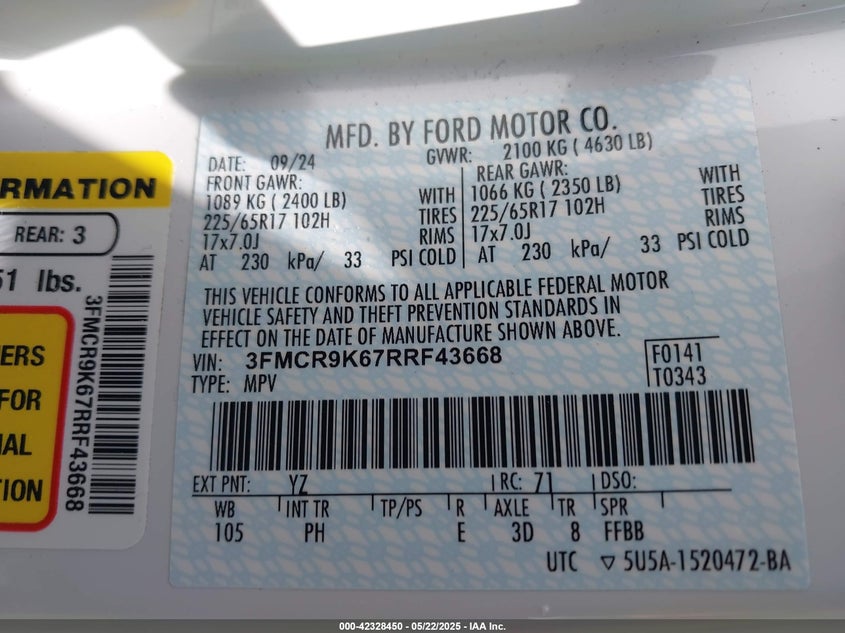 MFD. BY FORD MOTOR CO.
DATE: 09/24
GVWR: 2100 KG ( 4630 LB)
FRONT GAWR:
1089 KG ( 2400 LB) WITH
225/65R17 102H TIRES
17x7.0J RIMS
AT 230 kPa/ 33 PSI COLD
REAR GAWR:
1066 KG ( 2350 LB) WITH
225/65R17 102H TIRES
17x7.0J RIMS
AT 230 kPa/ 33 PSI COLD
THIS VEHICLE CONFORMS TO ALL APPLICABLE FEDERAL MOTOR
VEHICLE SAFETY AND THEFT PREVENTION STANDARDS IN
EFFECT ON THE DATE OF MANUFACTURE SHOWN ABOVE.
VIN: 3FMCR9K67RRF43668
TYPE: MPV
F0141
T0343
EXT PNT: YZ RC: 71 DSO:
WB INT TR TP/PS R AXLE TR SPR
105 PH E 3D 8 FFBB
UTC ▽ 5U5A-1520472-BA
RMATION
REAR: 3
51 lbs.
3FMCR9K67RRF43668
ERS
FOR
AL
ION
000-42328450 - 05/22/2025 - IAA Inc.